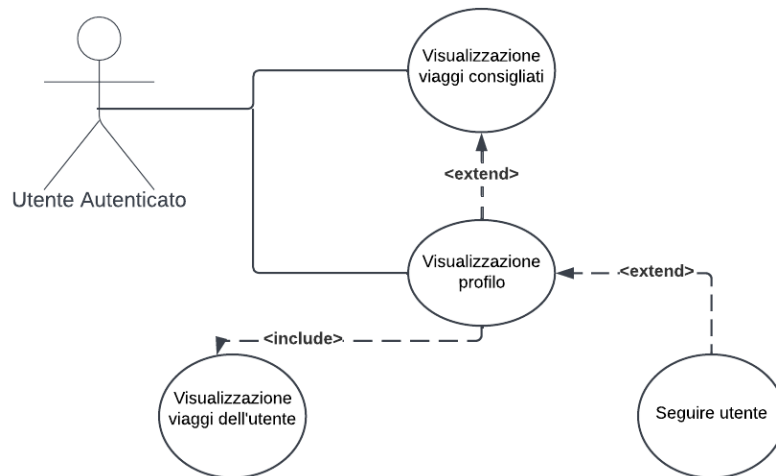 Visualizzazione
viaggi consigliati
<extend>
Utente Autenticato
Visualizzazione
profilo
<extend>
<include>
Visualizzazione
viaggi dell'utente
Seguire utente